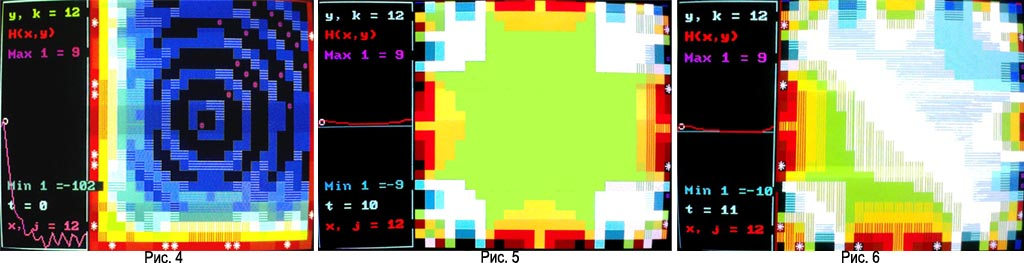 y, k = 12
H(x,y)
Max 1 = 9
Min 1 =-102
t = 0
x, j = 12
Рис. 4
y, k = 12
H(x,y)
Max 1 = 9
Min 1 =-9
t = 10
x, j = 12
Рис. 5
y, k = 12
H(x,y)
Max 1 = 9
Min 1 =-10
t = 11
x, j = 12
Рис. 6